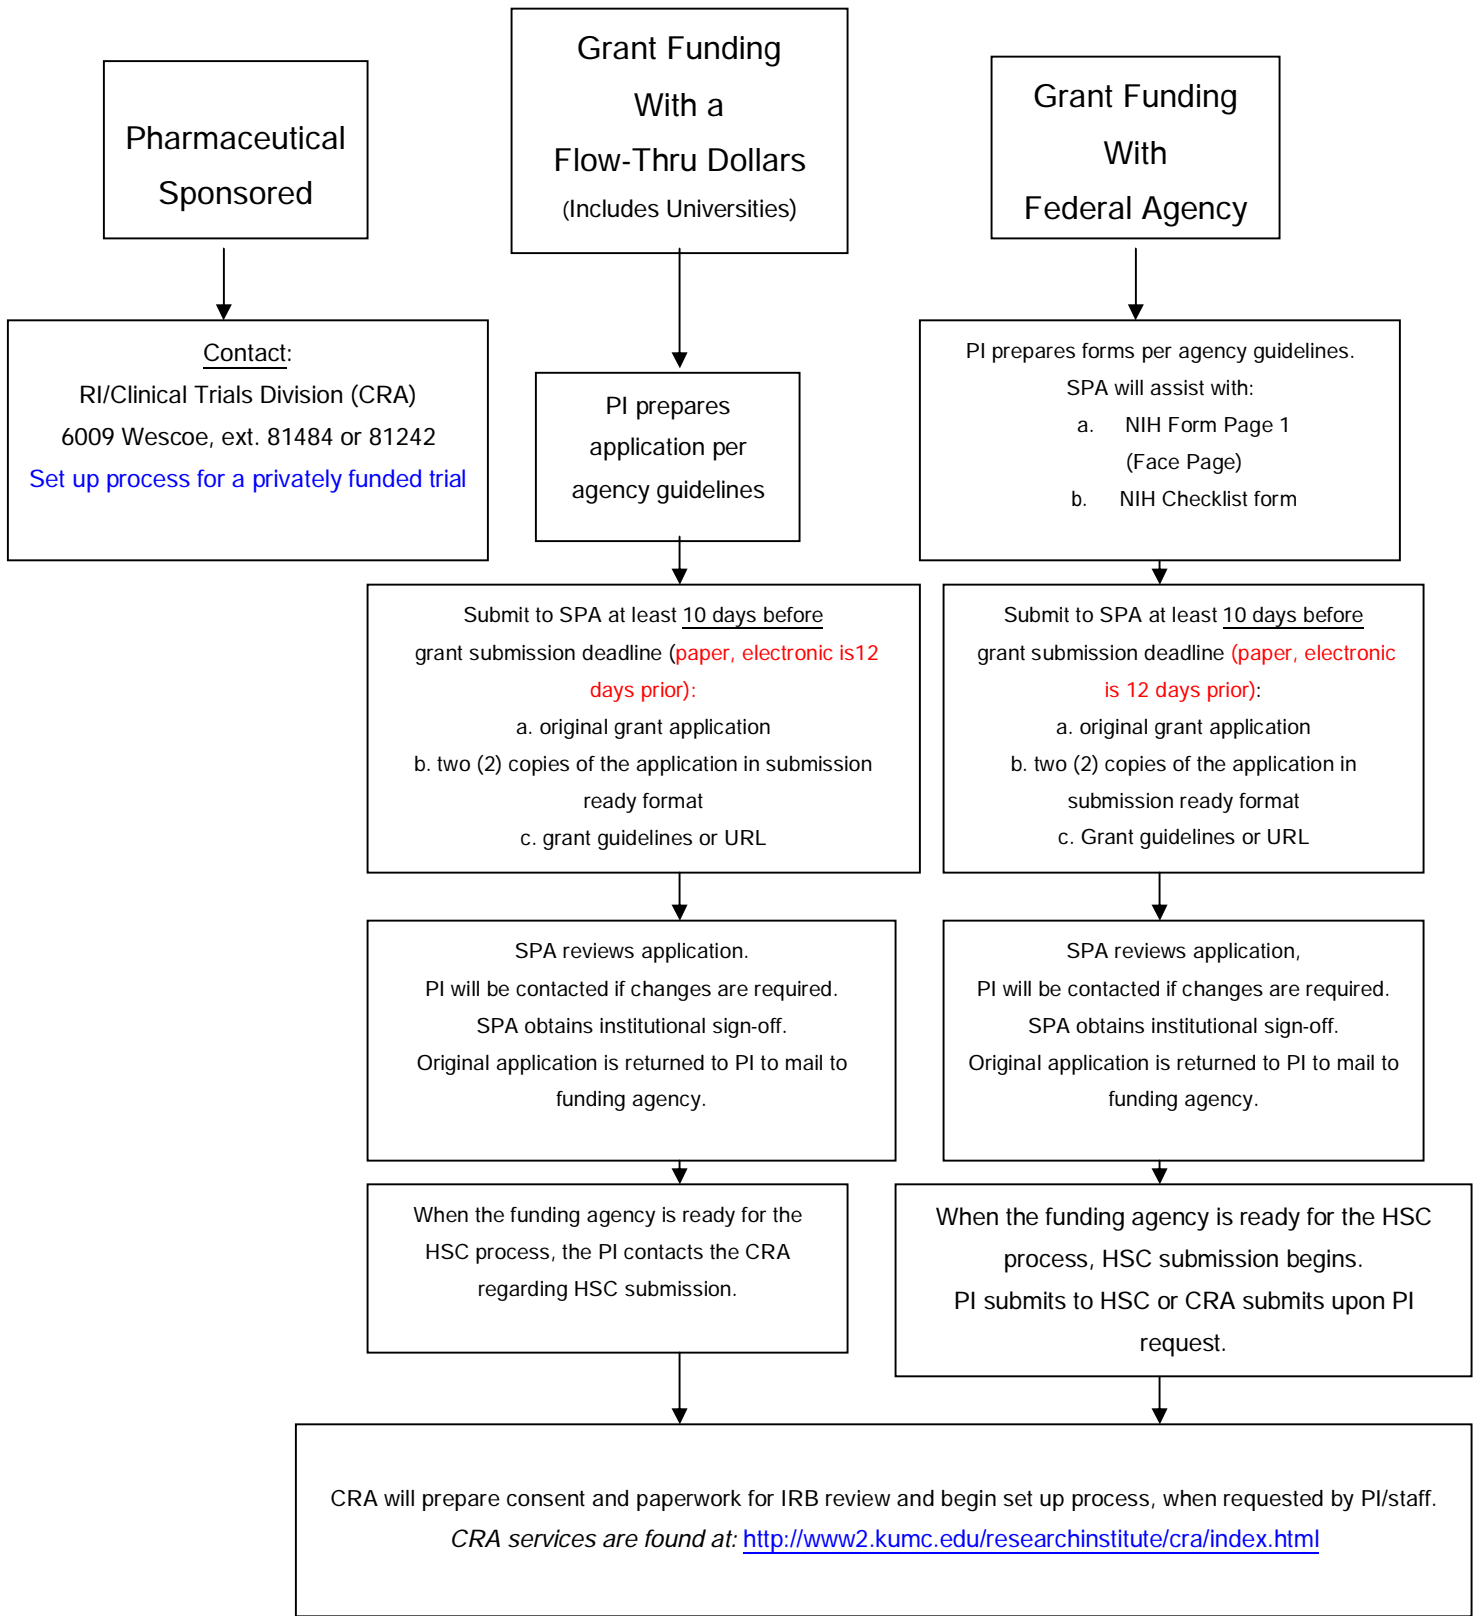 Pharmaceutical
Sponsored
Grant Funding
With a
Flow-Thru Dollars
(Includes Universities)
Grant Funding
With
Federal Agency
Contact:
RI/Clinical Trials Division (CRA)
6009 Wescoe, ext. 81484 or 81242
Set up process for a privately funded trial
PI prepares
application per
agency guidelines
PI prepares forms per agency guidelines.
SPA will assist with:
a. NIH Form Page 1
(Face Page)
b. NIH Checklist form
Submit to SPA at least 10 days before
grant submission deadline (paper, electronic is12
days prior):
a. original grant application
b. two (2) copies of the application in submission
ready format
c. grant guidelines or URL
Submit to SPA at least 10 days before
grant submission deadline (paper, electronic
is 12 days prior):
a. original grant application
b. two (2) copies of the application in
submission ready format
c. Grant guidelines or URL
SPA reviews application.
PI will be contacted if changes are required.
SPA obtains institutional sign-off.
Original application is returned to PI to mail to
funding agency.
SPA reviews application,
PI will be contacted if changes are required.
SPA obtains institutional sign-off.
Original application is returned to PI to mail to
funding agency.
When the funding agency is ready for the
HSC process, the PI contacts the CRA
regarding HSC submission.
When the funding agency is ready for the HSC
process, HSC submission begins.
PI submits to HSC or CRA submits upon PI
request.
CRA will prepare consent and paperwork for IRB review and begin set up process, when requested by PI/staff.
CRA services are found at: http://www2.kumc.edu/researchinstitute/cra/index.html